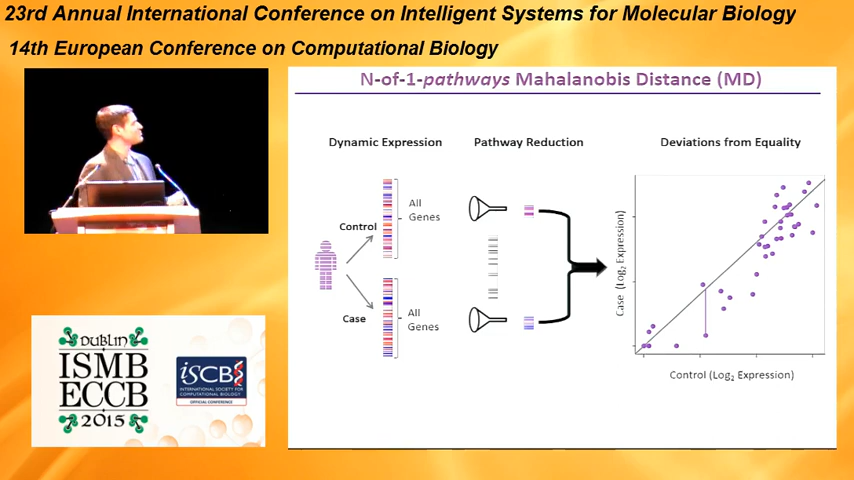 23rd Annual International Conference on Intelligent Systems for Molecular Biology
14th European Conference on Computational Biology
N-of-1-pathways Mahalanobis Distance (MD)
Dynamic Expression
Pathway Reduction
Deviations from Equality
Control
All
Genes
Case
All
Genes
Case (Log2 Expression)
Control (Log2 Expression)
DUBLIN
ISMB
ECCB
2015
ISCB
INTERNATIONAL SOCIETY FOR
COMPUTATIONAL BIOLOGY
OFFICIAL CONFERENCE